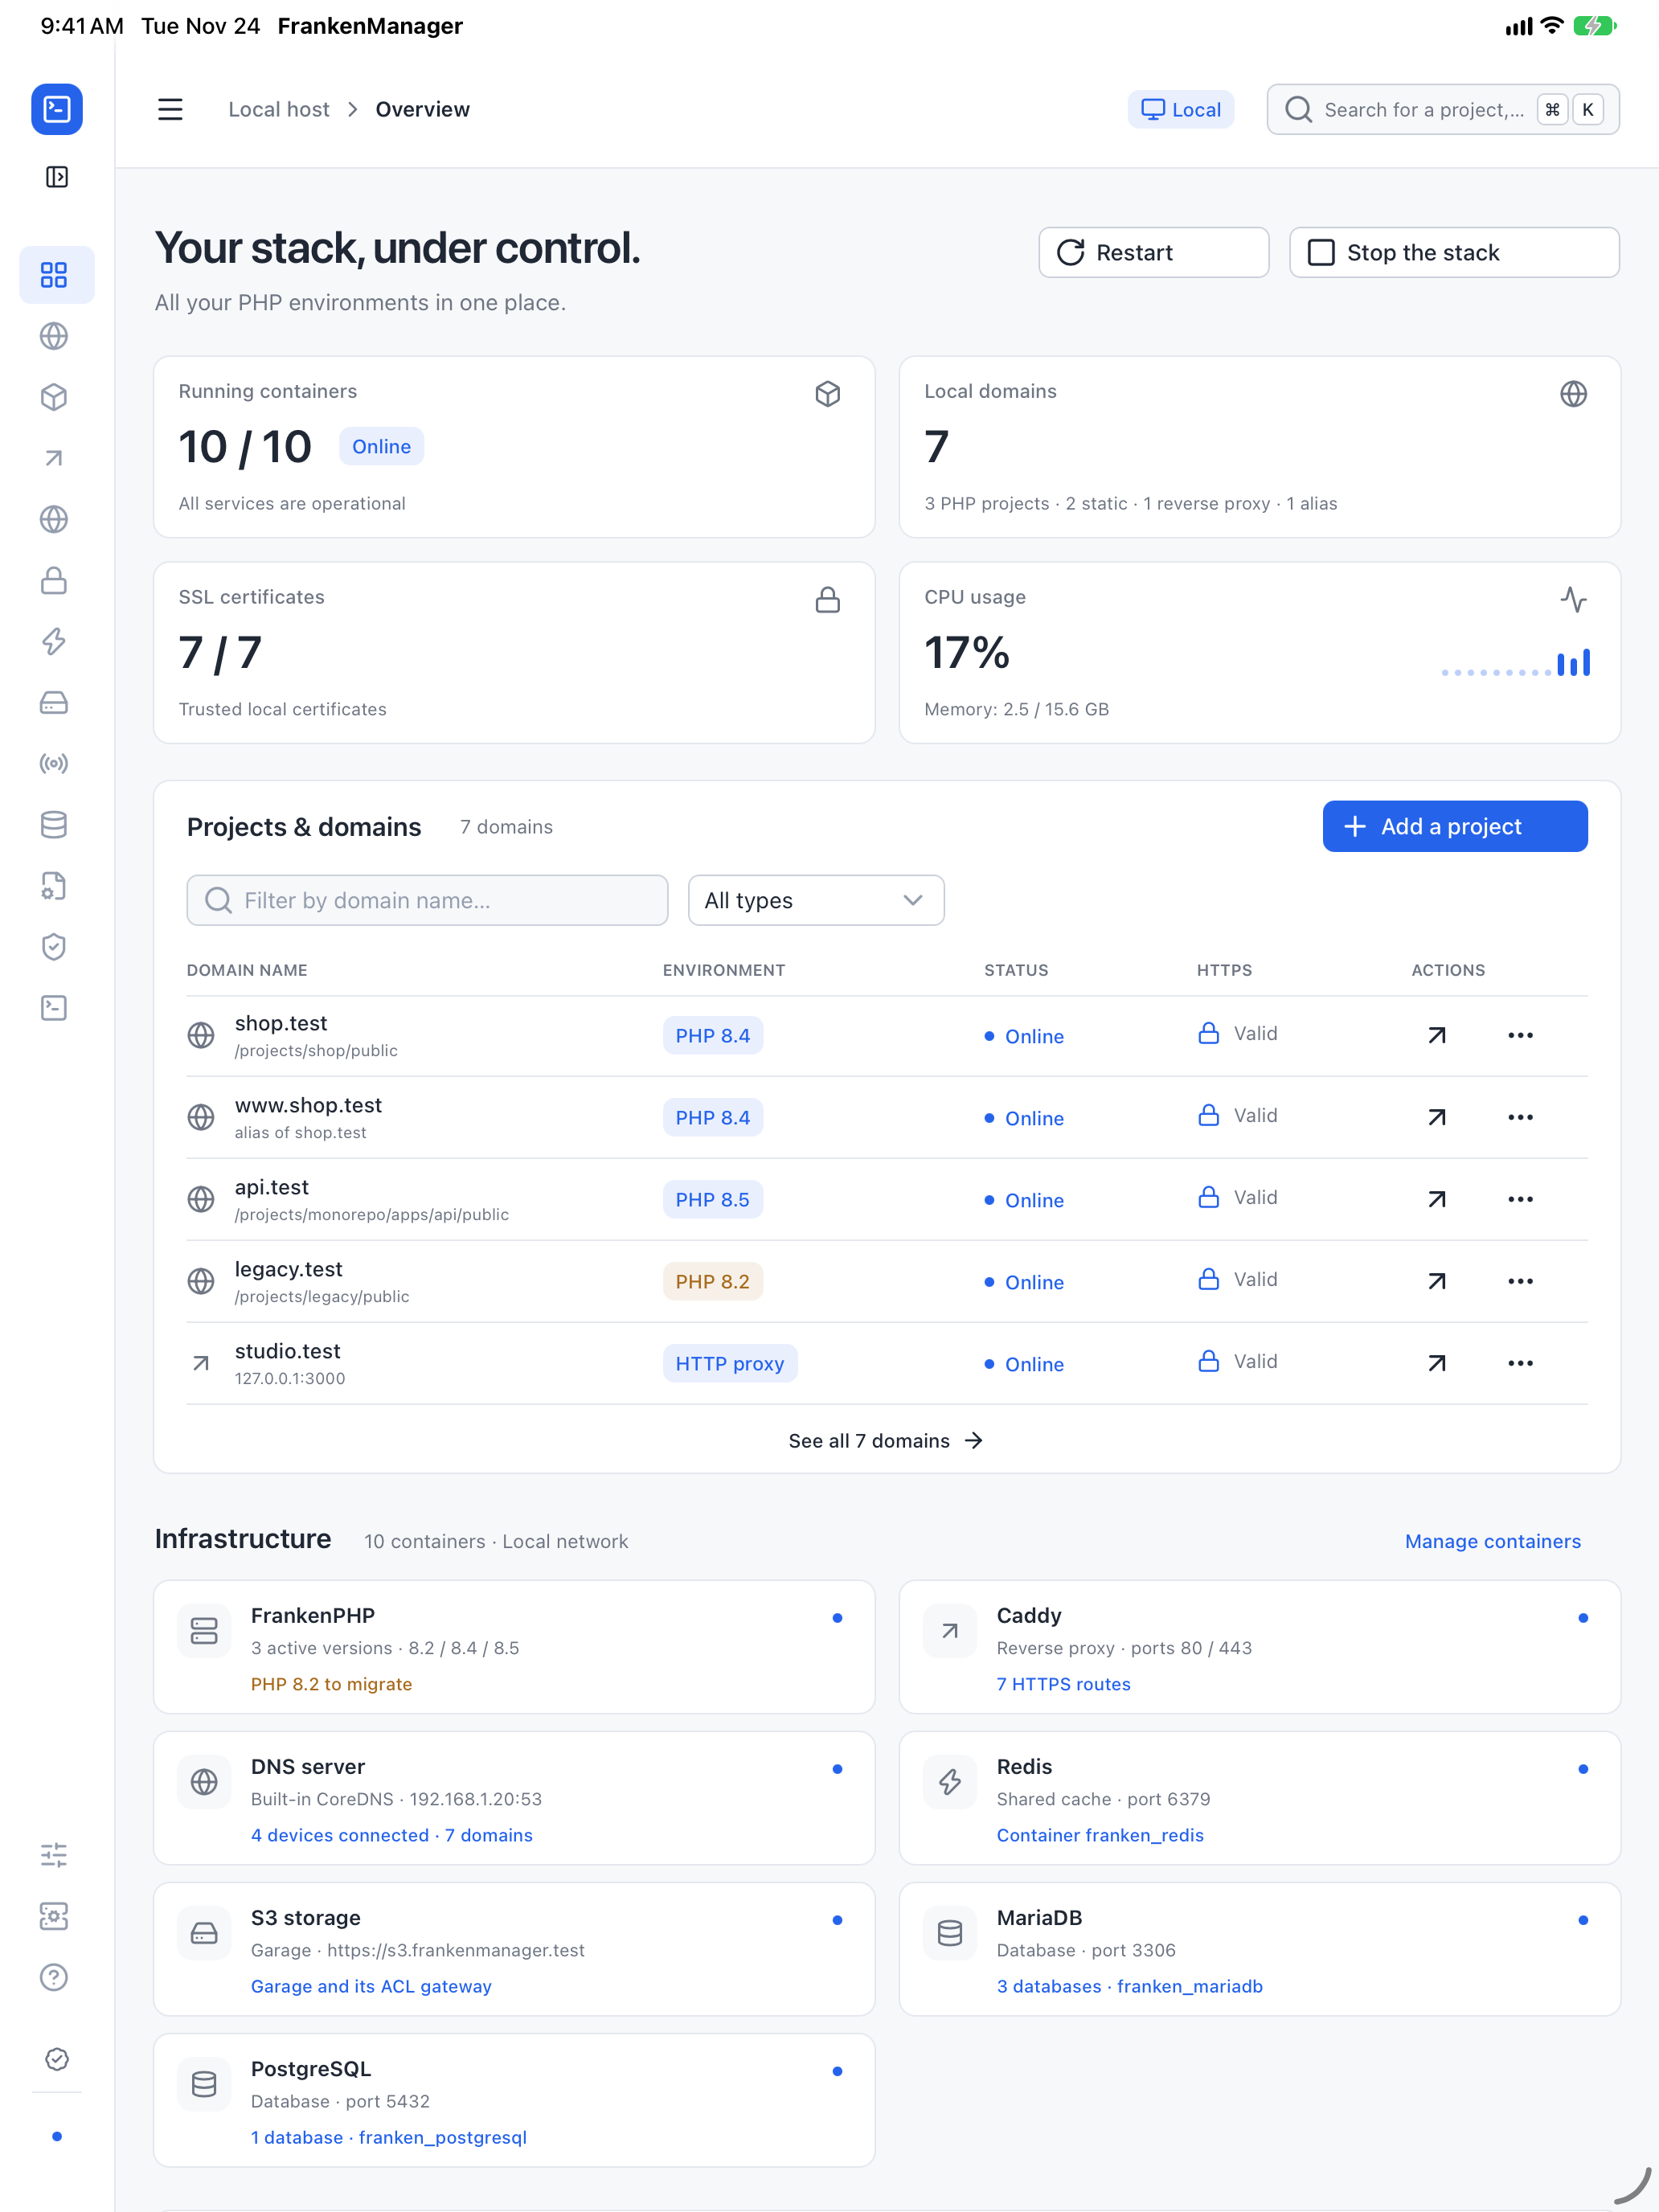 9:41 AM Tue Nov 24 FrankenManager
Local host > Overview
Local
Search for a project,... ⌘ K
Your stack, under control.
All your PHP environments in one place.
Restart
Stop the stack
Running containers
10 / 10 Online
All services are operational
Local domains
7
3 PHP projects · 2 static · 1 reverse proxy · 1 alias
SSL certificates
7 / 7
Trusted local certificates
CPU usage
17%
Memory: 2.5 / 15.6 GB
Projects & domains 7 domains
Add a project
Filter by domain name...
All types
DOMAIN NAME ENVIRONMENT STATUS HTTPS ACTIONS
shop.test
/projects/shop/public
PHP 8.4 Online Valid
www.shop.test
alias of shop.test
PHP 8.4 Online Valid
api.test
/projects/monorepo/apps/api/public
PHP 8.5 Online Valid
legacy.test
/projects/legacy/public
PHP 8.2 Online Valid
studio.test
127.0.0.1:3000
HTTP proxy Online Valid
See all 7 domains
Infrastructure 10 containers · Local network
Manage containers
FrankenPHP
3 active versions · 8.2 / 8.4 / 8.5
PHP 8.2 to migrate
Caddy
Reverse proxy · ports 80 / 443
7 HTTPS routes
DNS server
Built-in CoreDNS · 192.168.1.20:53
4 devices connected · 7 domains
Redis
Shared cache · port 6379
Container franken_redis
S3 storage
Garage · https://s3.frankenmanager.test
Garage and its ACL gateway
MariaDB
Database · port 3306
3 databases · franken_mariadb
PostgreSQL
Database · port 5432
1 database · franken_postgresql